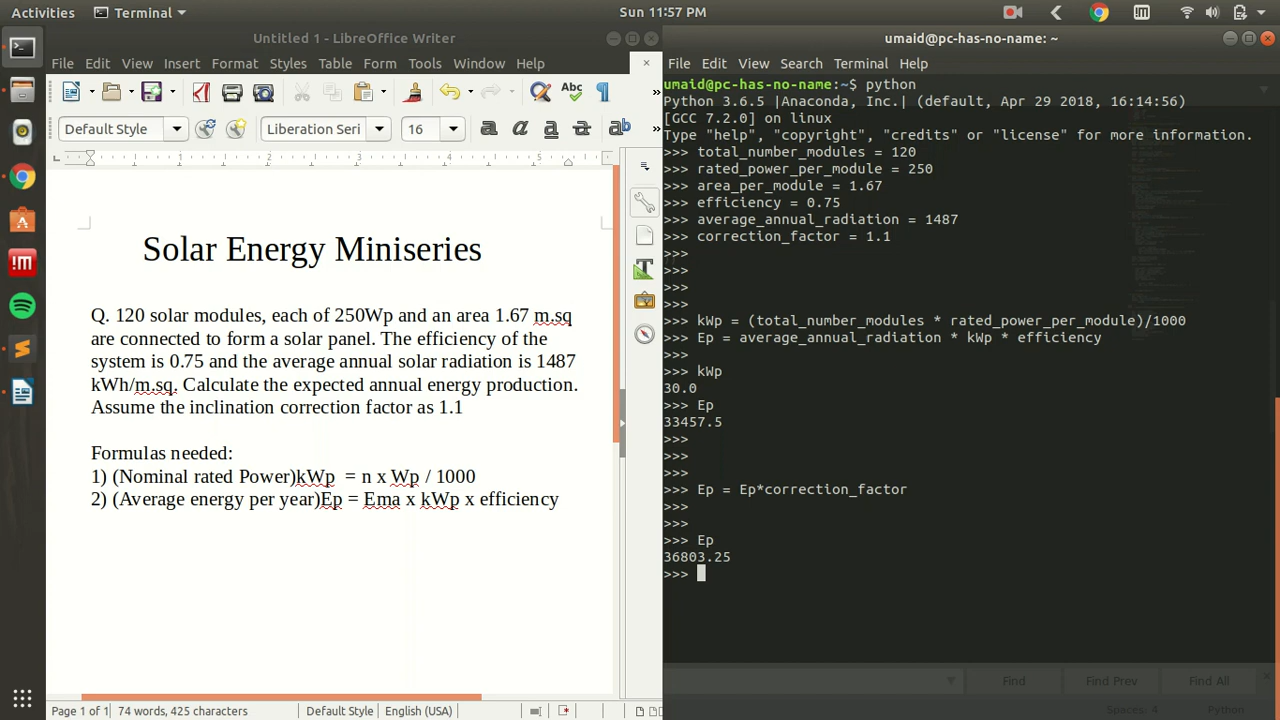 Activities Terminal Sun 11:57 PM
Untitled 1 - LibreOffice Writer
File Edit View Insert Format Styles Table Form Tools Window Help
Default Style Liberation Seri 16
1 2 3 4 5
Solar Energy Miniseries
Q. 120 solar modules, each of 250Wp and an area 1.67 m.sq
are connected to form a solar panel. The efficiency of the
system is 0.75 and the average annual solar radiation is 1487
kWh/m.sq. Calculate the expected annual energy production.
Assume the inclination correction factor as 1.1
Formulas needed:
1) (Nominal rated Power)kWp = n x Wp / 1000
2) (Average energy per year)Ep = Ema x kWp x efficiency
Page 1 of 1 74 words, 425 characters Default Style English (USA)
umaid@pc-has-no-name: ~
File Edit View Search Terminal Help
umaid@pc-has-no-name:~$ python
Python 3.6.5 |Anaconda, Inc.| (default, Apr 29 2018, 16:14:56)
[GCC 7.2.0] on linux
Type "help", "copyright", "credits" or "license" for more information.
>>> total_number_modules = 120
>>> rated_power_per_module = 250
>>> area_per_module = 1.67
>>> efficiency = 0.75
>>> average_annual_radiation = 1487
>>> correction_factor = 1.1
>>>
>>>
>>>
>>>
>>> kWp = (total_number_modules * rated_power_per_module)/1000
>>> Ep = average_annual_radiation * kWp * efficiency
>>>
>>> kWp
30.0
>>> Ep
33457.5
>>>
>>>
>>>
>>> Ep = Ep*correction_factor
>>>
>>>
>>> Ep
36803.25
>>>
Find Find Prev Find All
Spaces: 4 Python